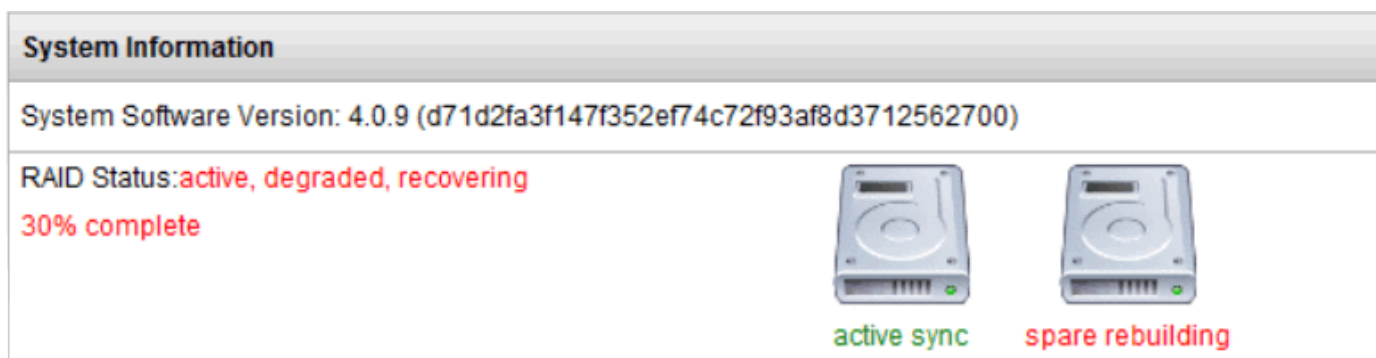 System Information
System Software Version: 4.0.9 (d71d2fa3f147f352ef74c72f93af8d3712562700)
RAID Status:active, degraded, recovering
30% complete
active sync
spare rebuilding